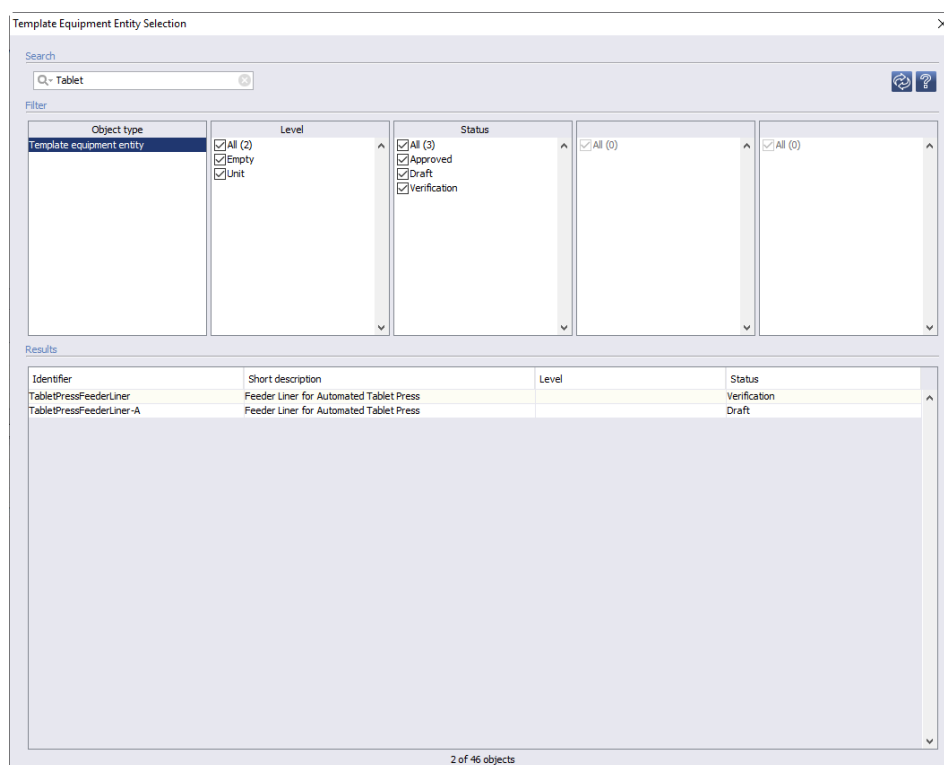 Template Equipment Entity Selection
Search
Tablet
Filter
Object type Level Status
Template equipment entity All (2) All (3) All (0) All (0)
Empty Approved
Unit Draft
Verification
Results
Identifier Short description Level Status
TabletPressFeederLiner Feeder Liner for Automated Tablet Press Verification
TabletPressFeederLiner-A Feeder Liner for Automated Tablet Press Draft
2 of 46 objects